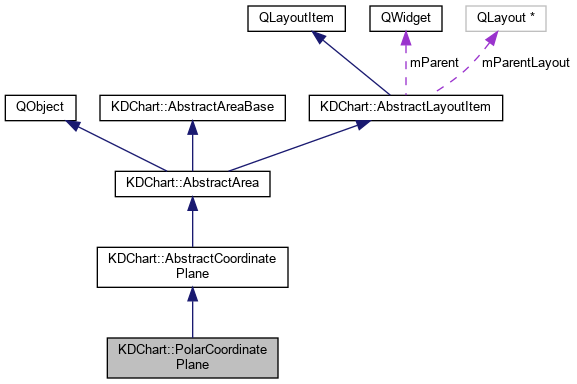 QLayoutItem
QWidget
QLayout *
mParent
mParentLayout
QObject
KDChart::AbstractAreaBase
KDChart::AbstractLayoutItem
KDChart::AbstractArea
KDChart::AbstractCoordinate
Plane
KDChart::PolarCoordinate
Plane